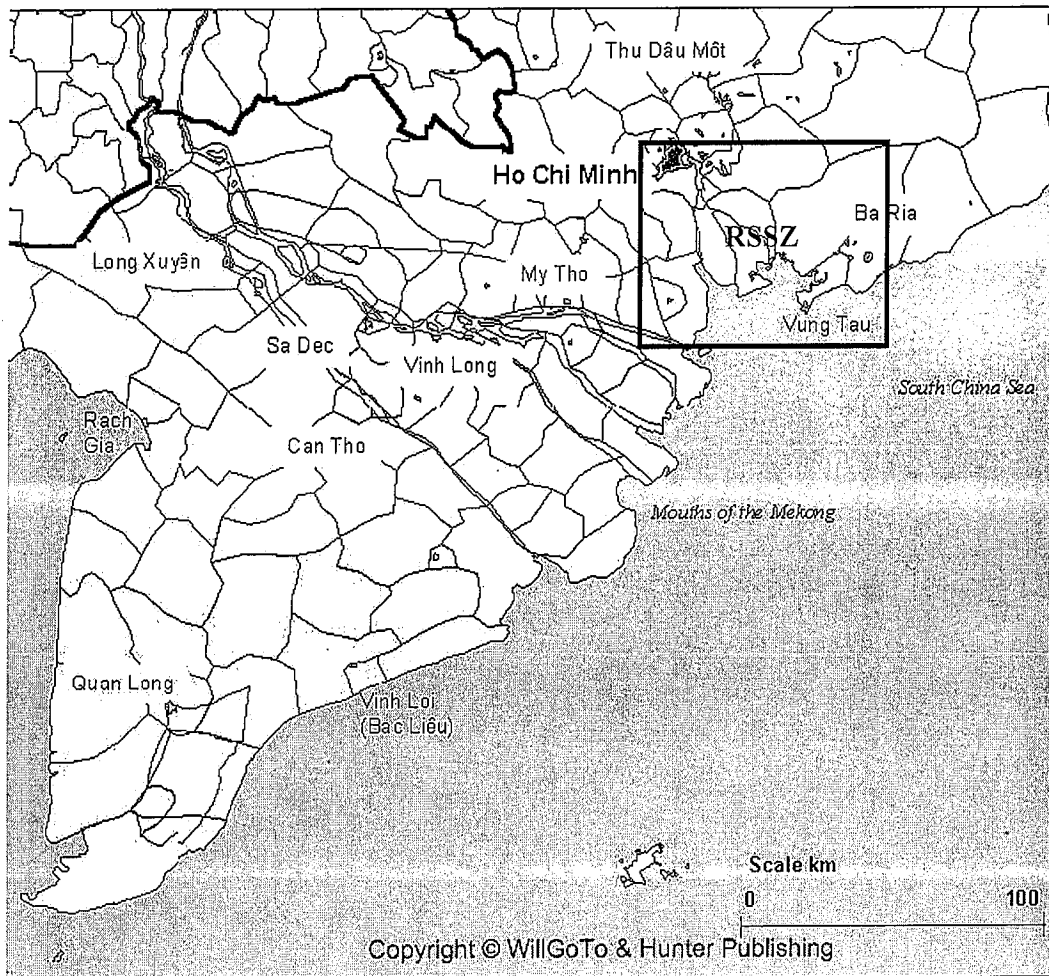 Thu Dâu Môt
Ho Chi Minh
Ba Ria
RSSZ
Long Xuyên
My Tho
Vung Tau
Sa Dec
Vinh Long
South China Sea
Rach
Gia
Can Tho
Mouths of the Mekong
Quan Long
Vinh Loi
(Bac Liêu)
Scale km
0 100
Copyright © WillGoTo & Hunter Publishing